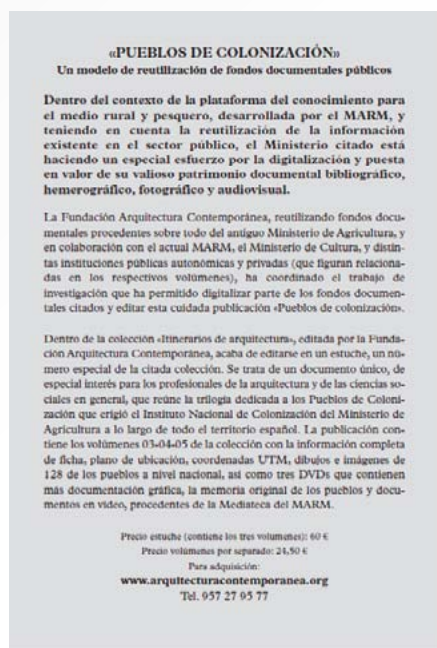 «PUEBLOS DE COLONIZACIÓN»
Un modelo de reutilización de fondos documentales públicos
Dentro del contexto de la plataforma del conocimiento para
el medio rural y pesquero, desarrollada por el MARM, y
teniendo en cuenta la reutilización de la información
existente en el sector público, el Ministerio citado está
haciendo un especial esfuerzo por la digitalización y puesta
en valor de su valioso patrimonio documental bibliográfico,
hemerográfico, fotográfico y audiovisual.
La Fundación Arquitectura Contemporánea, reutilizando fondos docu-
mentales procedentes sobre todo del antiguo Ministerio de Agricultura, y
en colaboración con el actual MARM, el Ministerio de Cultura, y distin-
tas instituciones públicas autonómicas y privadas (que figuran relaciona-
das en los respectivos volúmenes), ha coordinado el trabajo de
investigación que ha permitido digitalizar parte de los fondos documen-
tales citados y editar esta cuidada publicación «Pueblos de colonización».
Dentro de la colección «Itinerarios de arquitectura», editada por la Funda-
ción Arquitectura Contemporánea, acaba de editarse en un estuche, un nú-
mero especial de la citada colección. Se trata de un documento único, de
especial interés para los profesionales de la arquitectura y de las ciencias so-
ciales en general, que reúne la trilogía dedicada a los Pueblos de Coloni-
zación que erigió el Instituto Nacional de Colonización del Ministerio de
Agricultura a lo largo de todo el territorio español. La publicación con-
tiene los volúmenes 03-04-05 de la colección con la información completa
de ficha, plano de ubicación, coordenadas UTM, dibujos e imágenes de
128 de los pueblos a nivel nacional, así como tres DVDs que contienen
más documentación gráfica, la memoria original de los pueblos y docu-
mentos en video, procedentes de la Mediateca del MARM.
Precio estuche (contiene los tres volumenes): 60 €
Precio volúmenes por separado: 24,50 €
Para adquisición:
www.arquitecturacontemporanea.org
Tel. 957 27 95 77